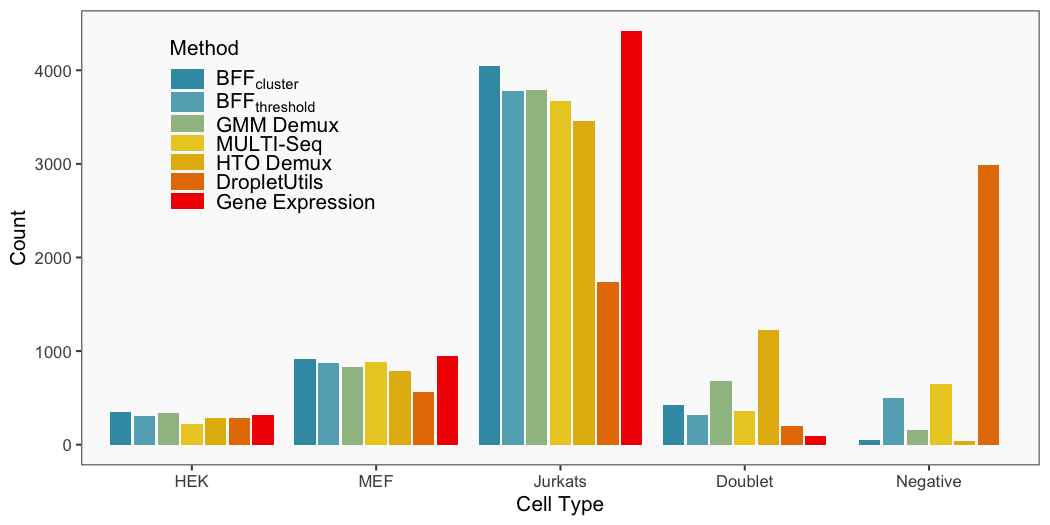 Method
BFFcluster
BFFthreshold
GMM Demux
MULTI-Seq
HTO Demux
DropletUtils
Gene Expression
Count
4000
3000
2000
1000
0
HEK MEF Jurkats Doublet Negative
Cell Type